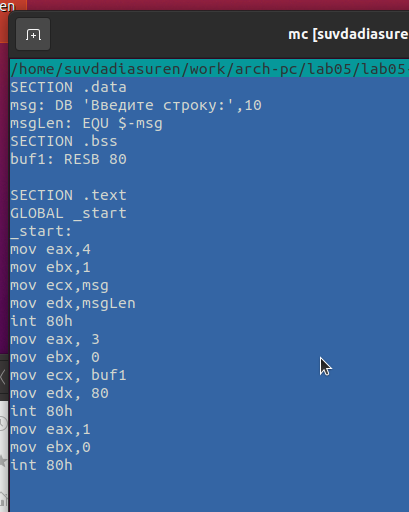 en
mc [suvdadiasure
/home/suvdadiasuren/work/arch-pc/lab05/lab05-
SECTION .data
msg: DB 'Введите строку:',10
msgLen: EQU $-msg
SECTION .bss
buf1: RESB 80
SECTION .text
GLOBAL _start
_start:
mov eax,4
mov ebx,1
mov ecx,msg
mov edx,msgLen
int 80h
mov eax, 3
mov ebx, 0
mov ecx, buf1
mov edx, 80
int 80h
mov eax,1
mov ebx,0
int 80h